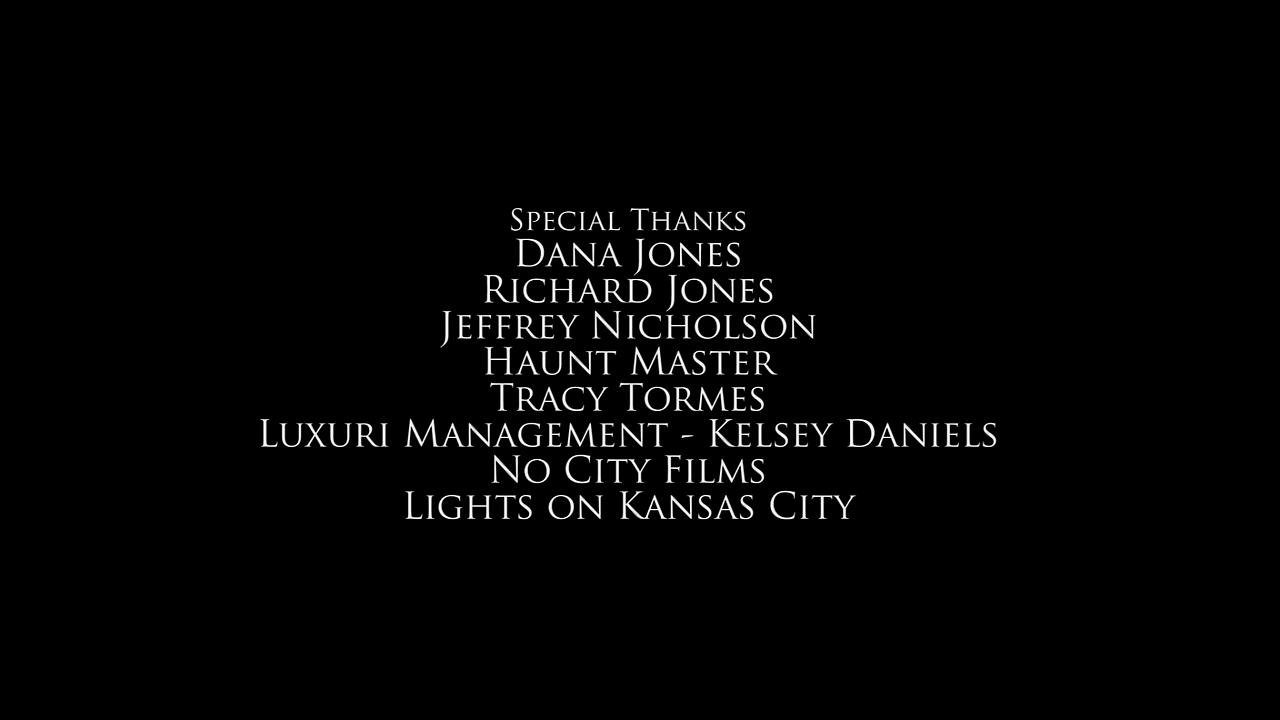 Special Thanks
Dana Jones
Richard Jones
Jeffrey Nicholson
Haunt Master
Tracy Tormes
Luxuri Management - Kelsey Daniels
No City Films
Lights on Kansas City